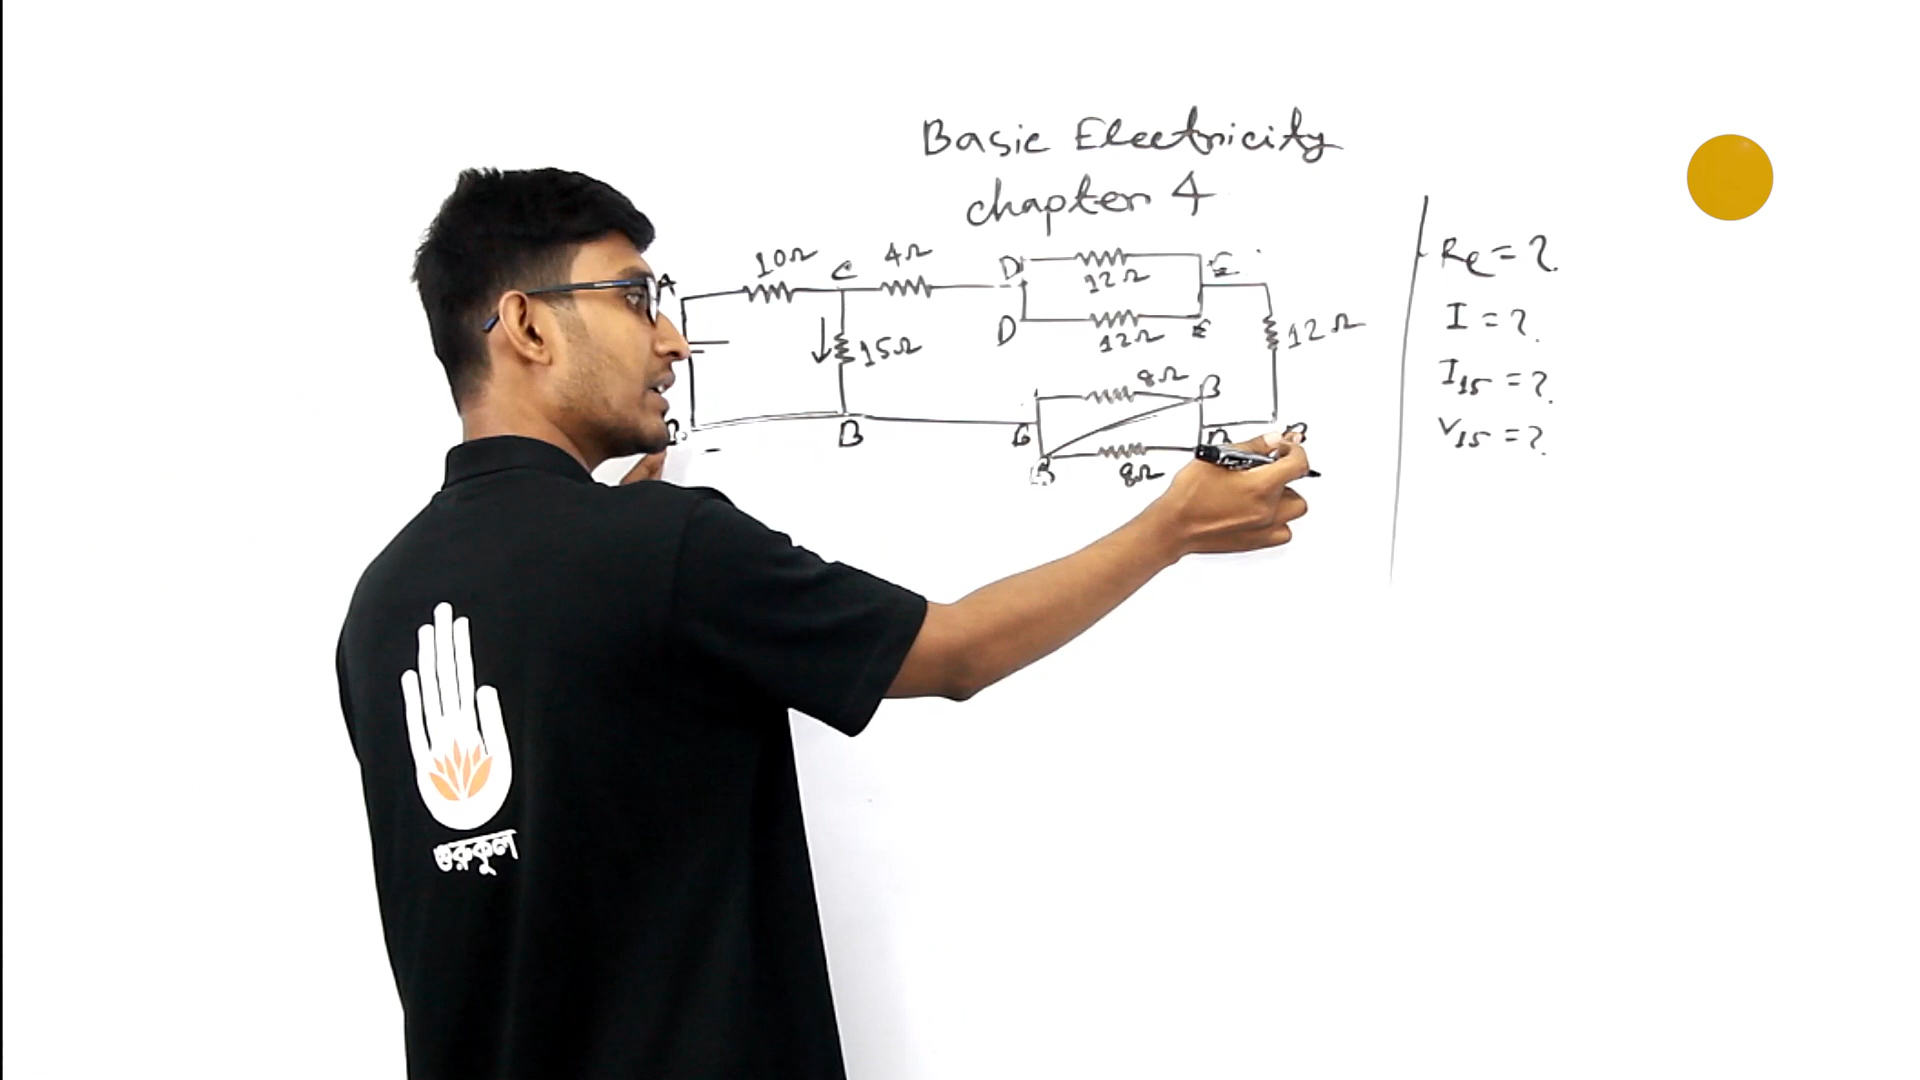 Basic Electricity
chapter 4
10Ω
4Ω
A
C
D
12Ω
E
D
12Ω
E
12Ω
15Ω
8Ω
B
B
B
B
8Ω
Re = ?
I = ?
I15 = ?
V15 = ?
গুরুকুল